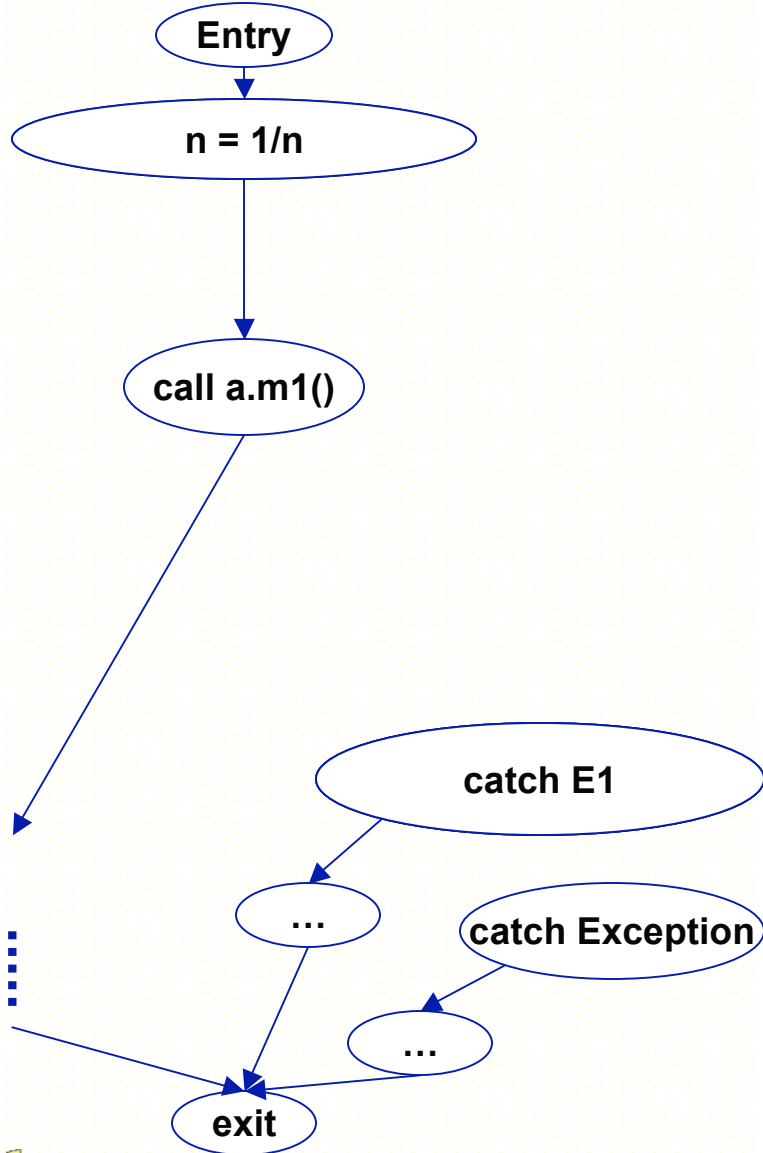 Entry
n = 1/n
call a.m1()
catch E1
...
catch Exception
...
exit